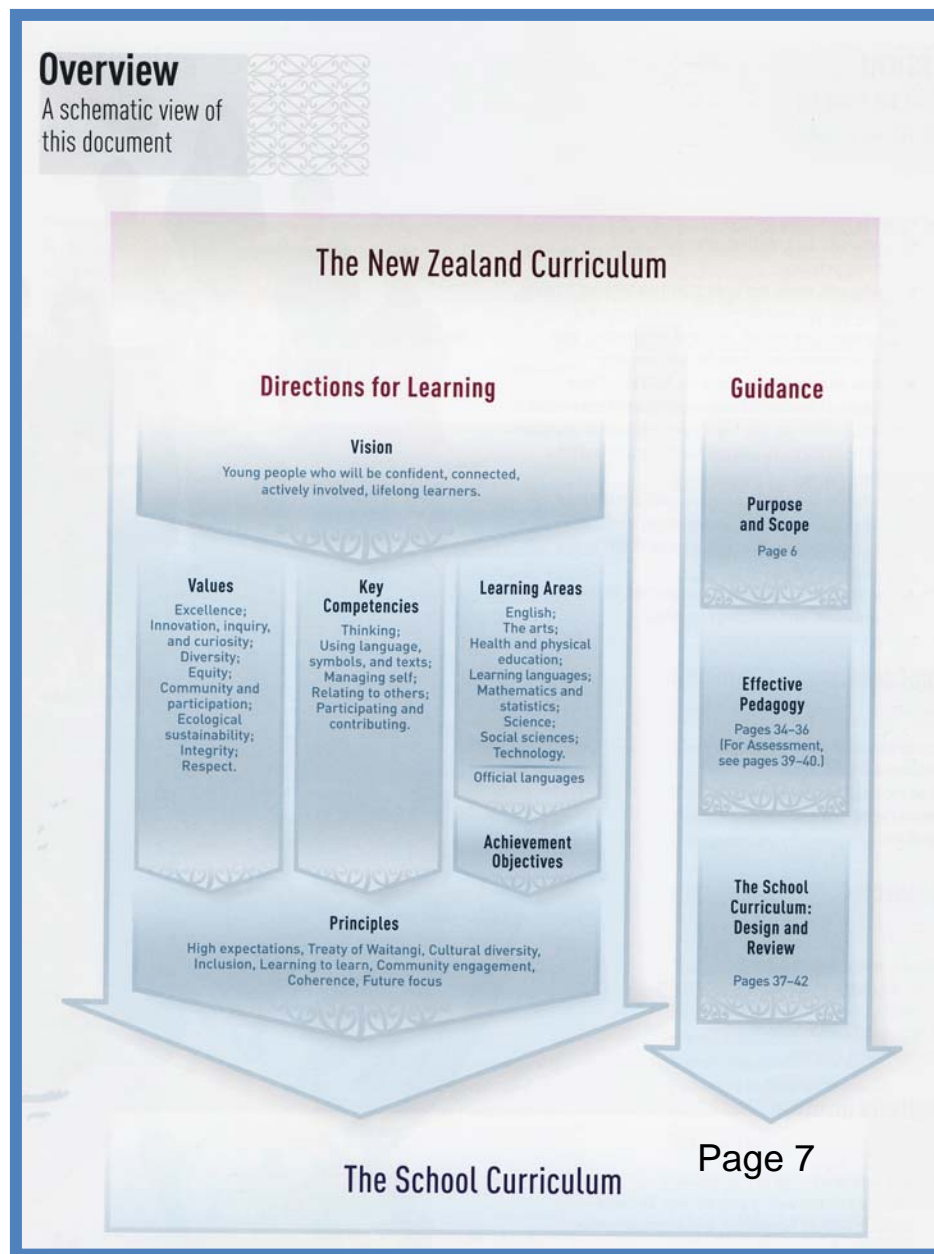 Overview
A schematic view of
this document
The New Zealand Curriculum
Directions for Learning
Vision
Young people who will be confident, connected,
actively involved, lifelong learners.
Values
Excellence;
Innovation, inquiry,
and curiosity;
Diversity;
Equity;
Community and
participation;
Ecological
sustainability;
Integrity;
Respect.
Key
Competencies
Thinking;
Using language,
symbols, and texts;
Managing self;
Relating to others;
Participating and
contributing.
Learning Areas
English;
The arts;
Health and physical
education;
Learning languages;
Mathematics and
statistics;
Science;
Social sciences;
Technology.
Official languages
Achievement
Objectives
Principles
High expectations, Treaty of Waitangi, Cultural diversity,
Inclusion, Learning to learn, Community engagement,
Coherence, Future focus
Guidance
Purpose
and Scope
Page 6
Effective
Pedagogy
Pages 34–36
(For Assessment,
see pages 39–40.)
The School
Curriculum:
Design and
Review
Pages 37–42
Page 7
The School Curriculum